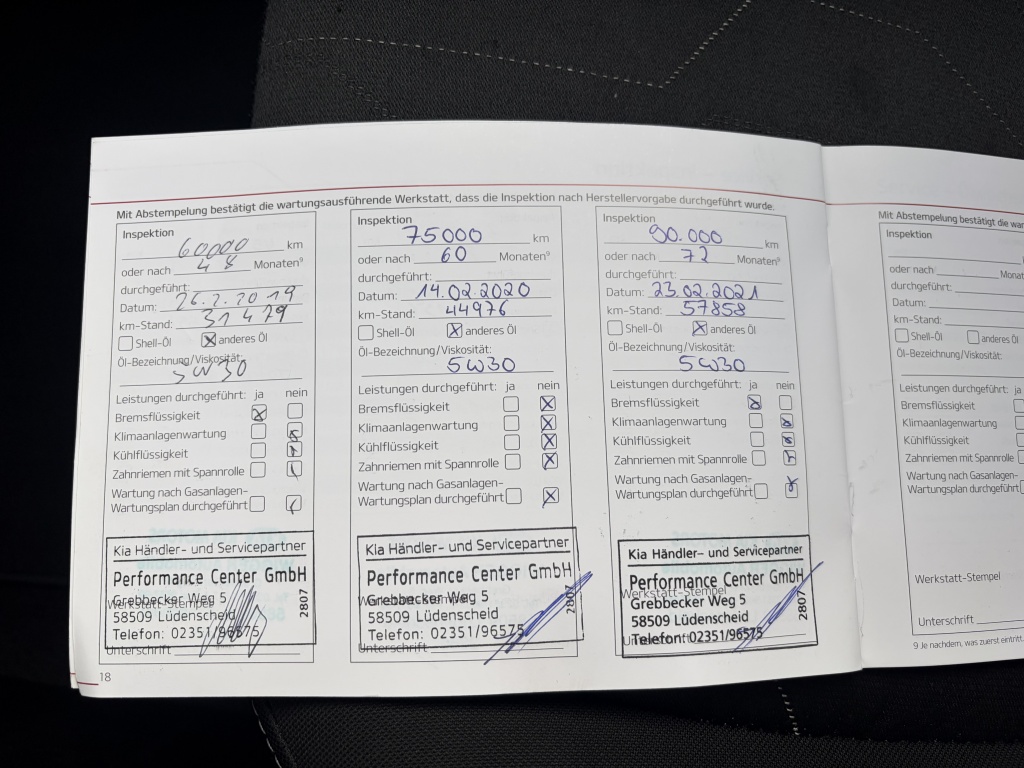 Mit Abstempelung bestätigt die wartungsausführende Werkstatt, dass die Inspektion nach Herstellervorgabe durchgeführt wurde.
Inspektion
60000 km
oder nach 48 Monaten⁹
durchgeführt:
Datum: 26.2.2019
km-Stand: 31479
Shell-Öl anderes Öl
Öl-Bezeichnung/Viskosität:
5W30
Leistungen durchgeführt: ja nein
Bremsflüssigkeit
Klimaanlagenwartung
Kühlflüssigkeit
Zahnriemen mit Spannrolle
Wartung nach Gasanlagen-
Wartungsplan durchgeführt
Kia Händler- und Servicepartner
Performance Center GmbH
Grebbecker Weg 5
Werkstatt-Stempel
58509 Lüdenscheid
Telefon: 02351/96575
2807
Unterschrift
18
Inspektion
75000 km
oder nach 60 Monaten⁹
durchgeführt:
Datum: 14.02.2020
km-Stand: 44976
Shell-Öl anderes Öl
Öl-Bezeichnung/Viskosität:
5W30
Leistungen durchgeführt: ja nein
Bremsflüssigkeit
Klimaanlagenwartung
Kühlflüssigkeit
Zahnriemen mit Spannrolle
Wartung nach Gasanlagen-
Wartungsplan durchgeführt
Kia Händler- und Servicepartner
Performance Center GmbH
Grebbecker Weg 5
58509 Lüdenscheid
Telefon: 02351/96575
2807
Unterschrift
Inspektion
90.000 km
oder nach 72 Monaten⁹
durchgeführt:
Datum: 23.02.2021
km-Stand: 57858
Shell-Öl anderes Öl
Öl-Bezeichnung/Viskosität:
5W30
Leistungen durchgeführt: ja nein
Bremsflüssigkeit
Klimaanlagenwartung
Kühlflüssigkeit
Zahnriemen mit Spannrolle
Wartung nach Gasanlagen-
Wartungsplan durchgeführt
Kia Händler- und Servicepartner
Performance Center GmbH
Werkstatt-Stempel
Grebbecker Weg 5
58509 Lüdenscheid
Telefon: 02351/96575
2807
Mit Abstempelung bestätigt die
Inspektion
oder nach
durchgeführt:
Datum:
km-Stand:
Shell-Öl anderes Öl
Öl-Bezeichnung/Viskosität:
Leistungen durchgeführt: ja
Bremsflüssigkeit
Klimaanlagenwartung
Kühlflüssigkeit
Zahnriemen mit Spannrolle
Wartung nach Gasanlagen-
Wartungsplan durchgeführt
Werkstatt-Stempel
Unterschrift
9 Je nachdem, was zuerst eintritt.